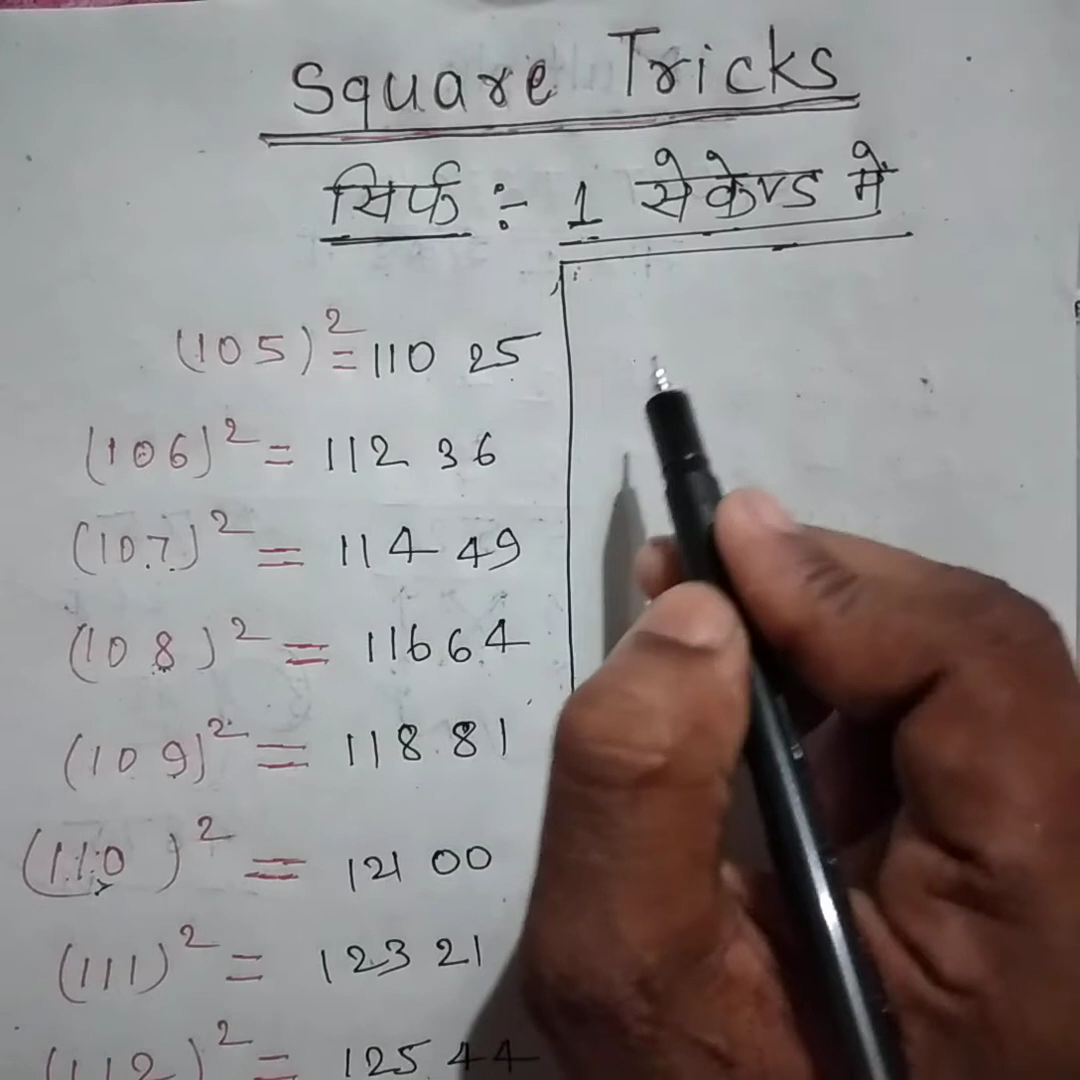 Square Tricks
सिर्फ :- 1 सेकेण्ड में
(105)² = 110 25
(106)² = 112 36
(107)² = 114 49
(108)² = 11664
(109)² = 118 81
(110)² = 121 00
(111)² = 123 21
(112)² = 125 44